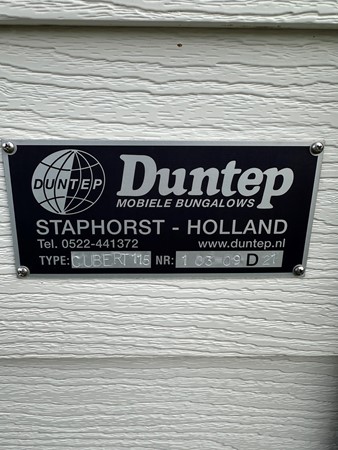 DUNTEP
Duntep
MOBIELE BUNGALOWS
STAPHORST - HOLLAND
Tel. 0522-441372 www.duntep.nl
TYPE: CUBERT 115 NR: 1 03-09 D 21